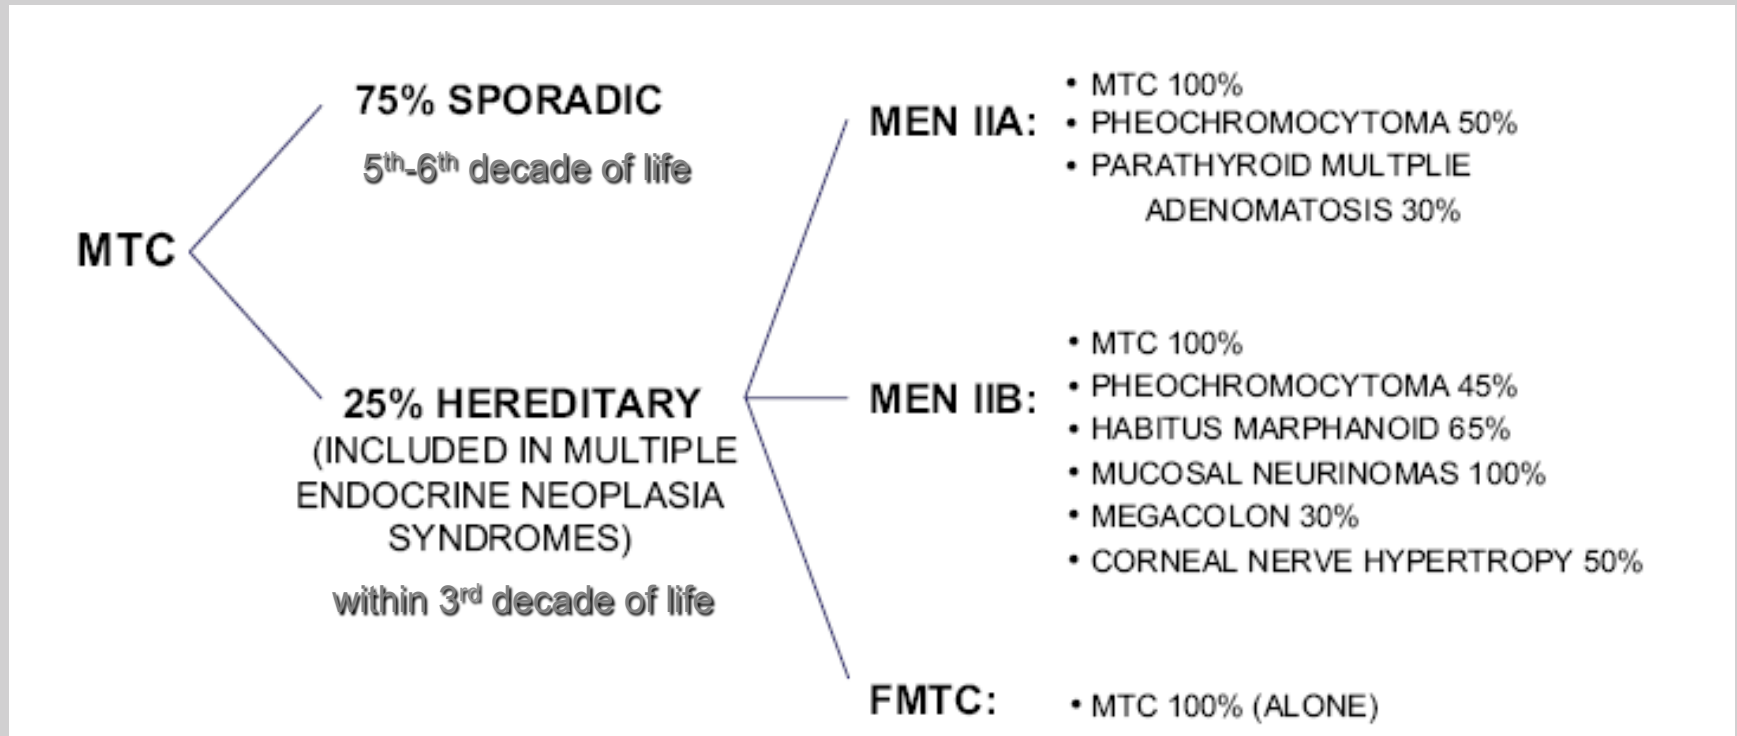 MTC
75% SPORADIC
5th-6th decade of life
25% HEREDITARY
(INCLUDED IN MULTIPLE
ENDOCRINE NEOPLASIA
SYNDROMES)
within 3rd decade of life
MEN IIA:
• MTC 100%
• PHEOCHROMOCYTOMA 50%
• PARATHYROID MULTPLIE
ADENOMATOSIS 30%
MEN IIB:
• MTC 100%
• PHEOCHROMOCYTOMA 45%
• HABITUS MARPHANOID 65%
• MUCOSAL NEURINOMAS 100%
• MEGACOLON 30%
• CORNEAL NERVE HYPERTROPY 50%
FMTC:
• MTC 100% (ALONE)